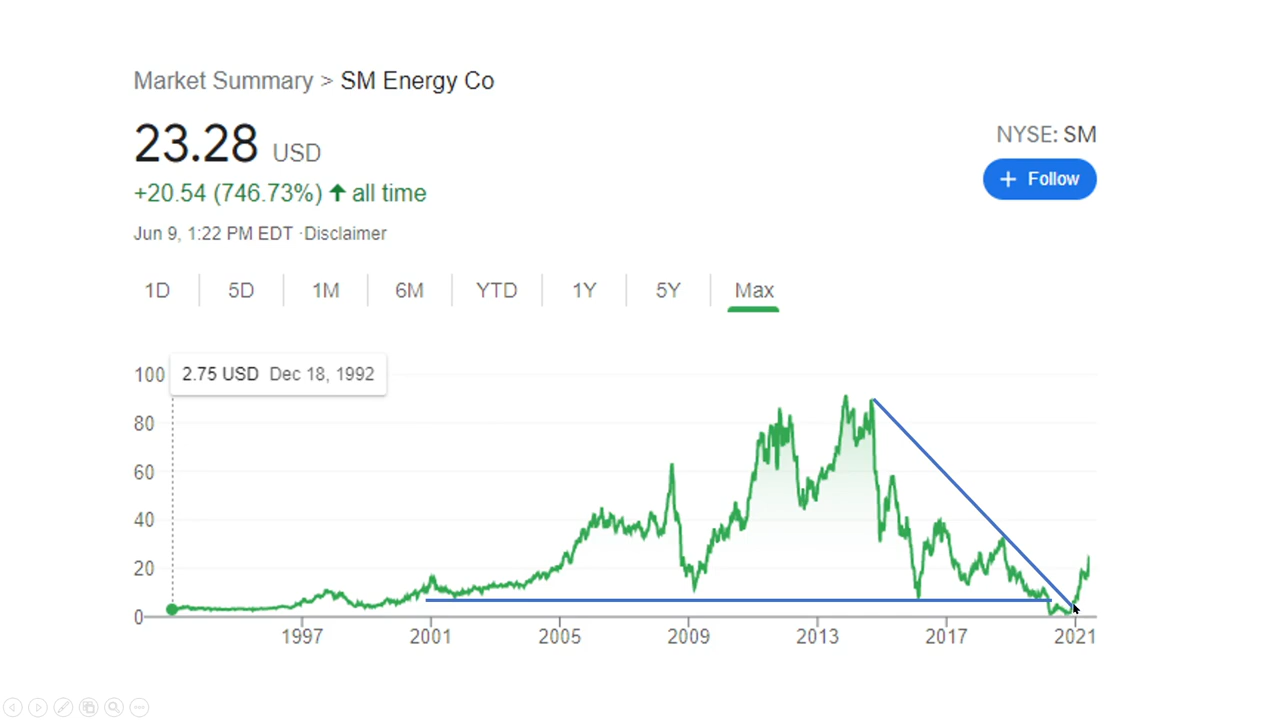 Market Summary > SM Energy Co
23.28 USD
NYSE: SM
+ Follow
+20.54 (746.73%) ↑ all time
Jun 9, 1:22 PM EDT ·Disclaimer
1D 5D 1M 6M YTD 1Y 5Y Max
2.75 USD Dec 18, 1992
100
80
60
40
20
0
1997 2001 2005 2009 2013 2017 2021